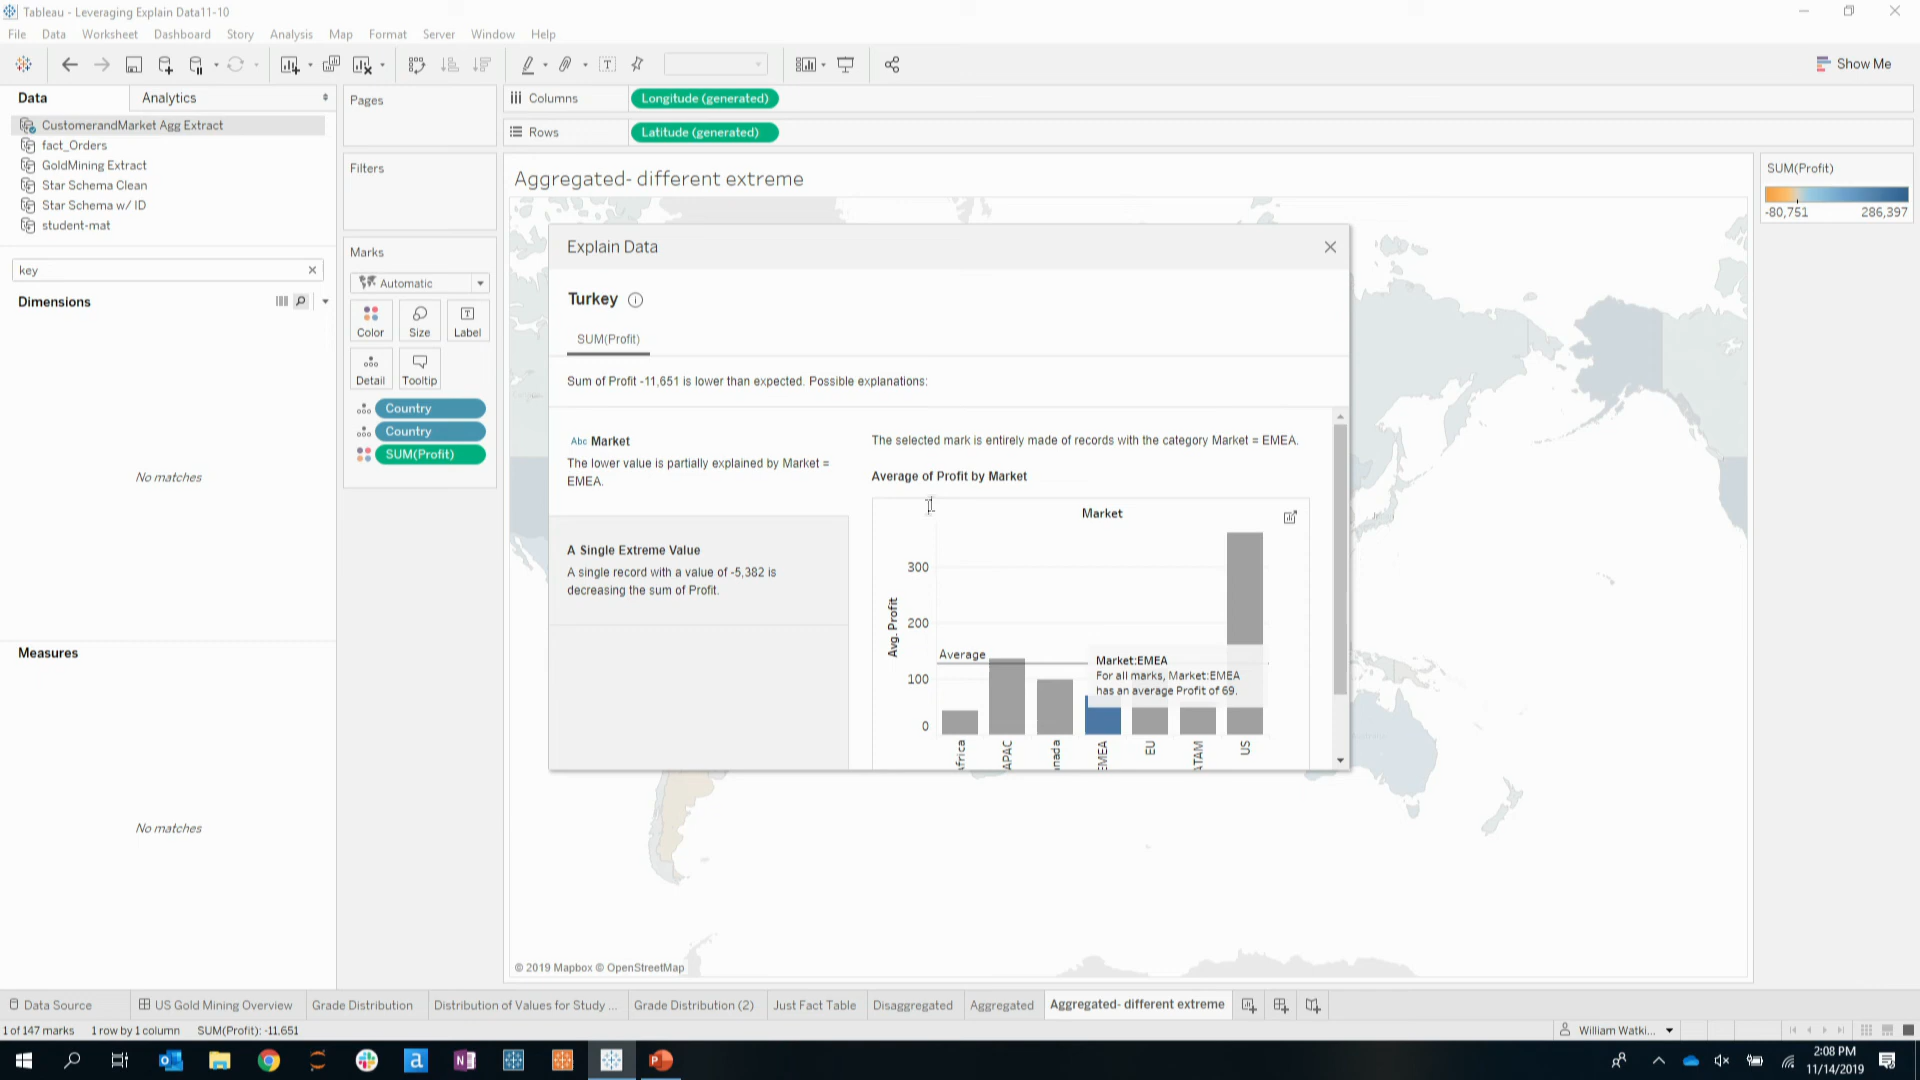 Tableau - Leveraging Explain Data11-10
File Data Worksheet Dashboard Story Analysis Map Format Server Window Help
Show Me
Data
Analytics
CustomerandMarket Agg Extract
fact_Orders
GoldMining Extract
Star Schema Clean
Star Schema w/ ID
student-mat
key
Dimensions
No matches
Measures
No matches
Pages
Filters
Marks
Automatic
Color Size Label
Detail Tooltip
Country
Country
SUM(Profit)
Columns
Longitude (generated)
Rows
Latitude (generated)
Aggregated- different extreme
SUM(Profit)
-80,751 286,397
Explain Data
Turkey
SUM(Profit)
Sum of Profit -11,651 is lower than expected. Possible explanations:
Abc Market
The lower value is partially explained by Market =
EMEA.
A Single Extreme Value
A single record with a value of -5,382 is
decreasing the sum of Profit.
The selected mark is entirely made of records with the category Market = EMEA.
Average of Profit by Market
Market
Avg. Profit
300
200
100
0
Average
Market:EMEA
For all marks, Market:EMEA
has an average Profit of 69.
APAC
EMEA
EU
US
© 2019 Mapbox © OpenStreetMap
Data Source
US Gold Mining Overview
Grade Distribution
Distribution of Values for Study ...
Grade Distribution (2)
Just Fact Table
Disaggregated
Aggregated
Aggregated- different extreme
1 of 147 marks 1 row by 1 column SUM(Profit): -11,651
William Watki...
2:08 PM
11/14/2019